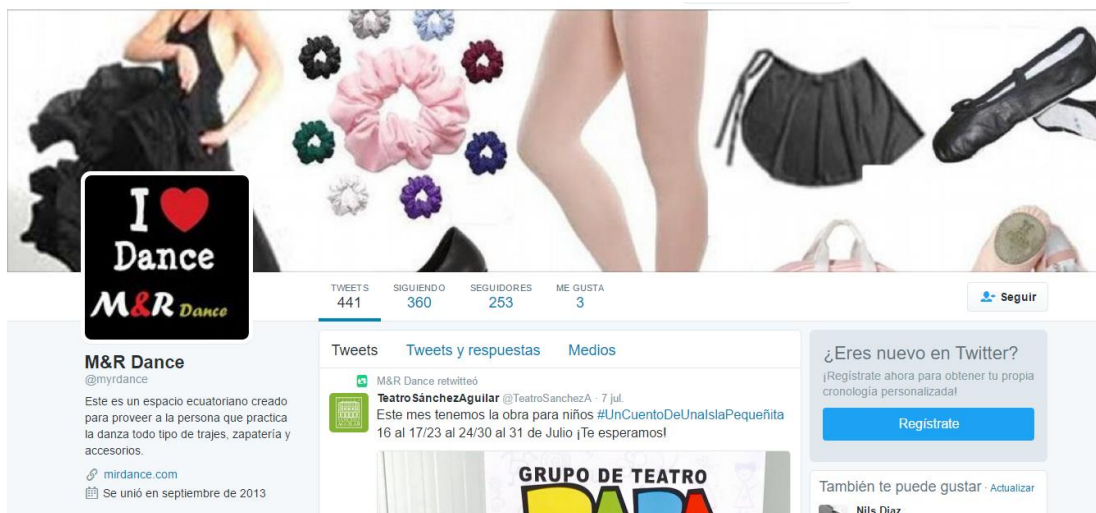 I
Dance
M&R Dance
TWEETS
441
SIGUIENDO
360
SEGUIDORES
253
ME GUSTA
3
Seguir
M&R Dance
@myrdance
Este es un espacio ecuatoriano creado
para proveer a la persona que practica
la danza todo tipo de trajes, zapatería y
accesorios.
mirdance.com
Se unió en septiembre de 2013
Tweets Tweets y respuestas Medios
M&R Dance retwitteó
Teatro SánchezAguilar @TeatroSanchezA · 7 jul.
Este mes tenemos la obra para niños #UnCuentoDeUnaIslaPequeñita
16 al 17/23 al 24/30 al 31 de Julio ¡Te esperamos!
GRUPO DE TEATRO
¿Eres nuevo en Twitter?
¡Regístrate ahora para obtener tu propia
cronología personalizada!
Regístrate
También te puede gustar · Actualizar
Nils Diaz